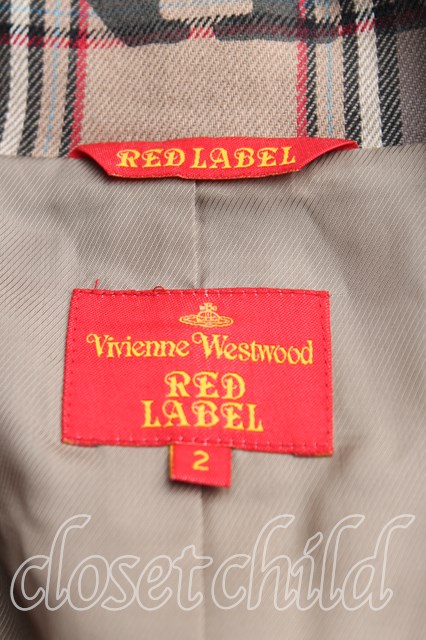 RED LABEL
Vivienne Westwood
RED
LABEL
2
closet child